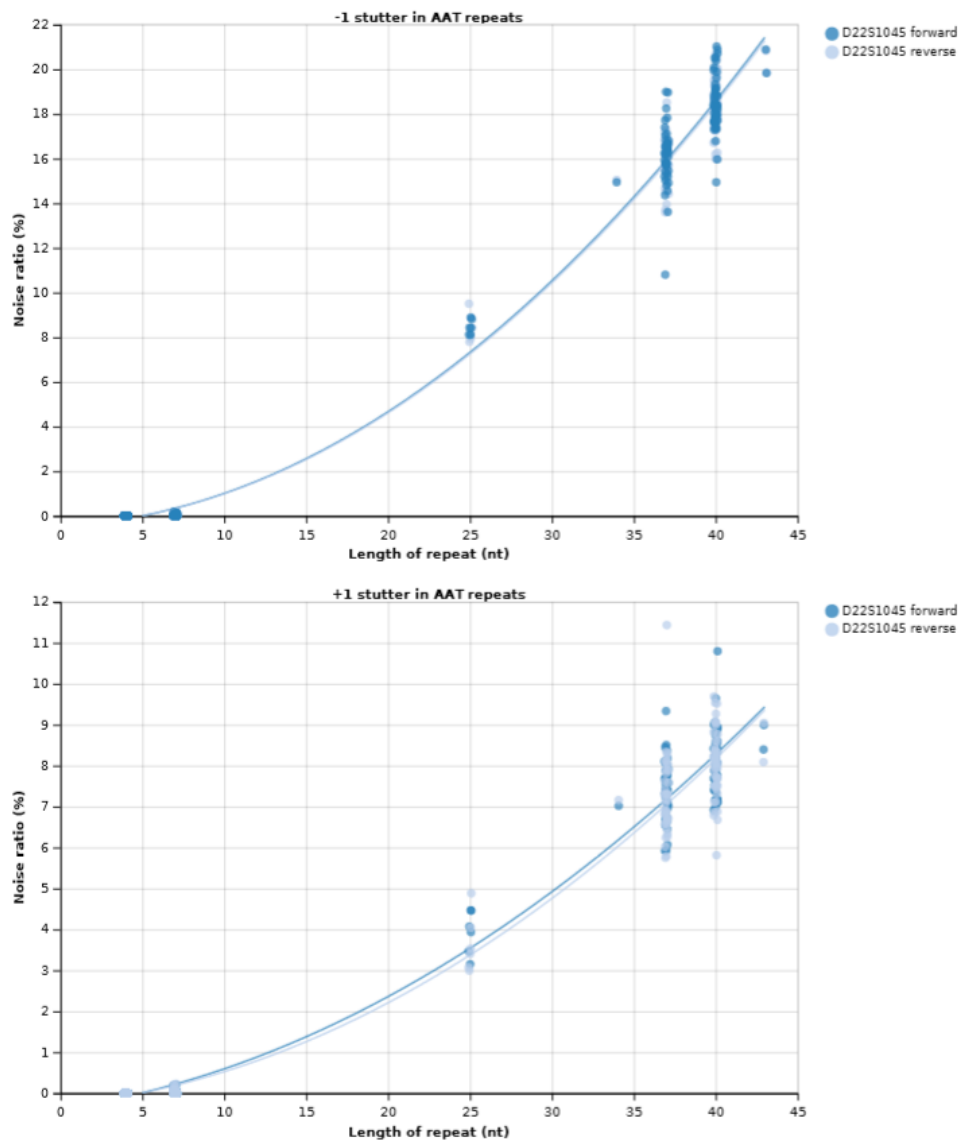 -1 stutter in AAT repeats
22
20
18
16
14
12
10
8
6
4
2
0
Noise ratio (%)
0 5 10 15 20 25 30 35 40 45
Length of repeat (nt)
D22S1045 forward
D22S1045 reverse
+1 stutter in AAT repeats
12
11
10
9
8
7
6
5
4
3
2
1
0
Noise ratio (%)
0 5 10 15 20 25 30 35 40 45
Length of repeat (nt)
D22S1045 forward
D22S1045 reverse